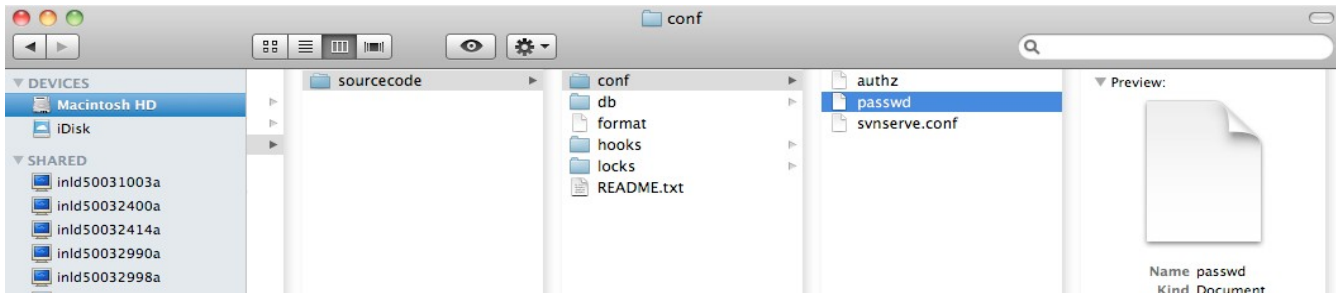 conf
DEVICES
Macintosh HD
iDisk
SHARED
inld50031003a
inld50032400a
inld50032414a
inld50032990a
inld50032998a
sourcecode
conf
db
format
hooks
locks
README.txt
authz
passwd
svnserve.conf
Preview:
Name passwd
Kind Document